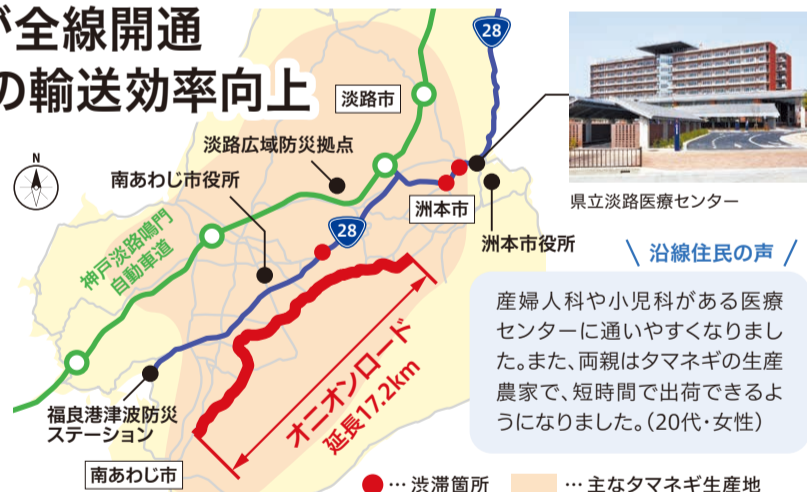 が全線開通
の輸送効率向上
28
淡路市
淡路広域防災拠点
N
南あわじ市役所
県立淡路医療センター
洲本市
28
洲本市役所
神戸淡路鳴門
自動車道
沿線住民の声
産婦人科や小児科がある医療
センターに通いやすくなりまし
た。また、両親はタマネギの生産
農家で、短時間で出荷できるよ
うになりました。(20代・女性)
オニオンロード
延長17.2km
福良港津波防災
ステーション
南あわじ市
… 渋滞箇所
… 主なタマネギ生産地